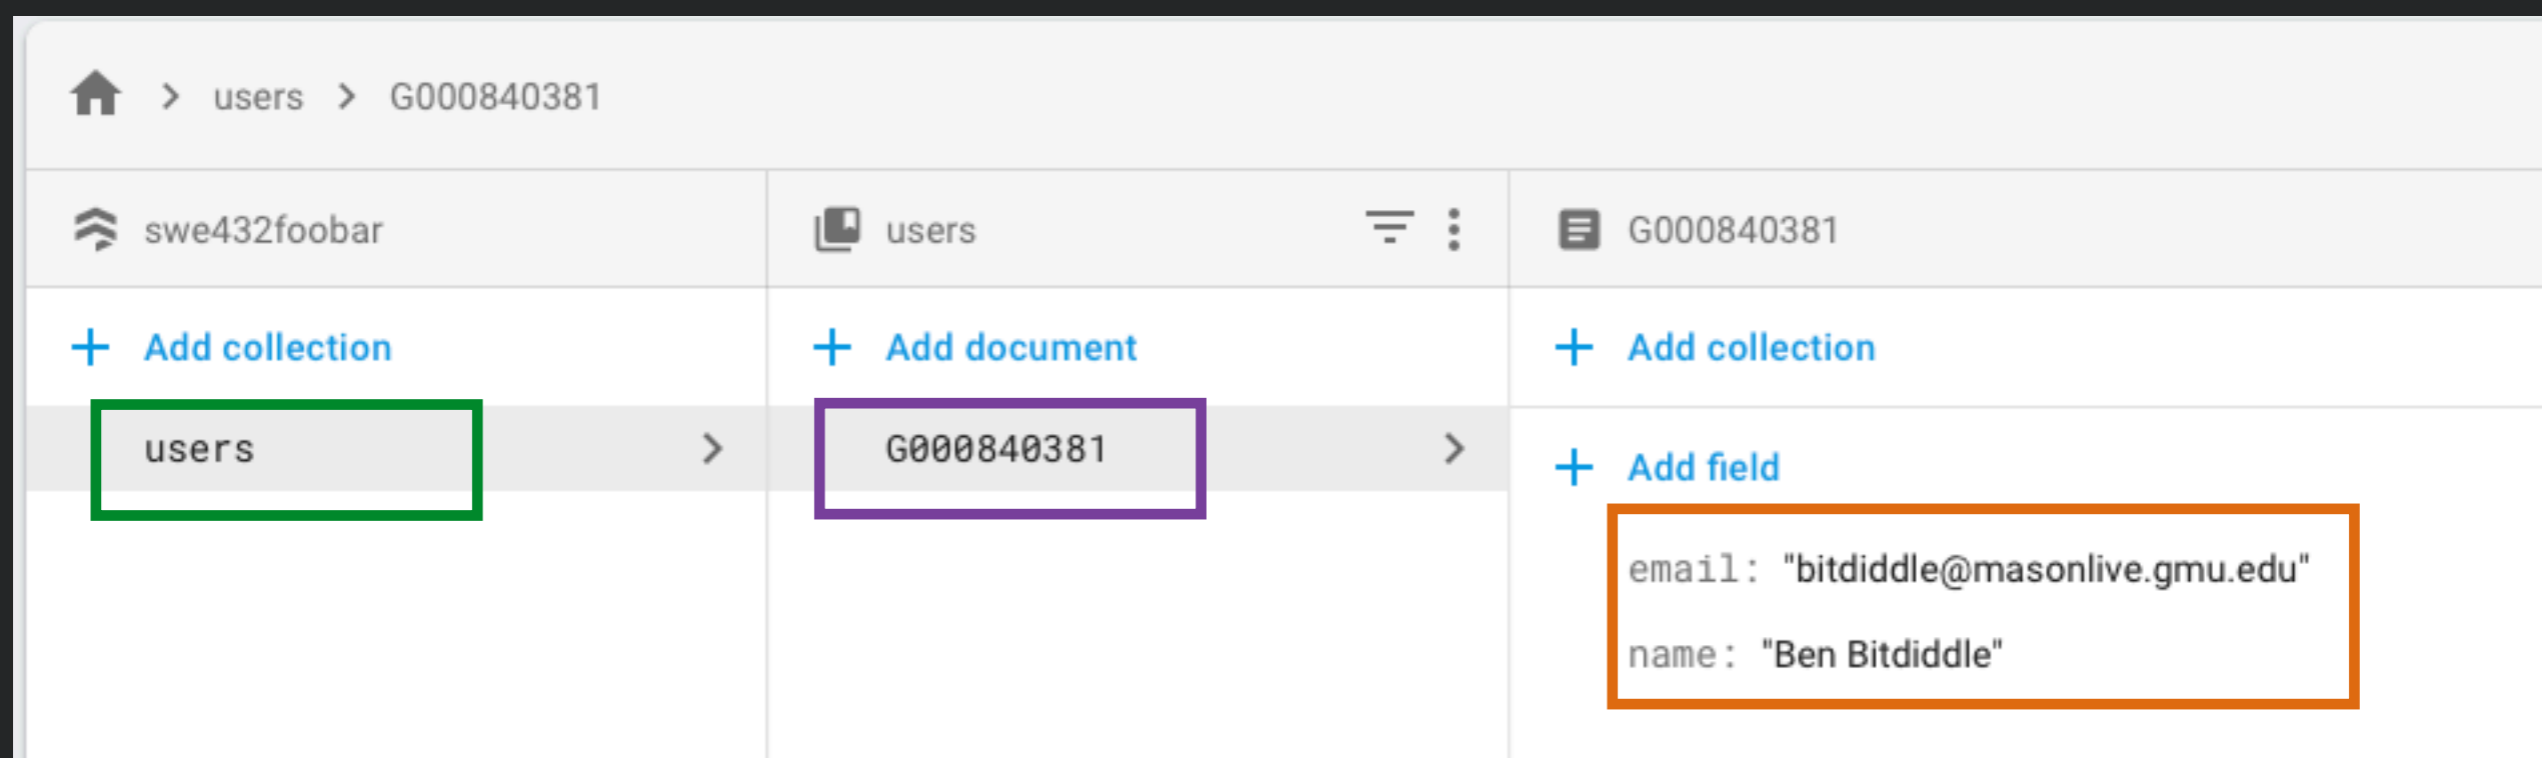 users G000840381
swe432foobar users G000840381
Add collection Add document Add collection
users G000840381
Add field
email: "bitdiddle@masonlive.gmu.edu"
name: "Ben Bitdiddle"